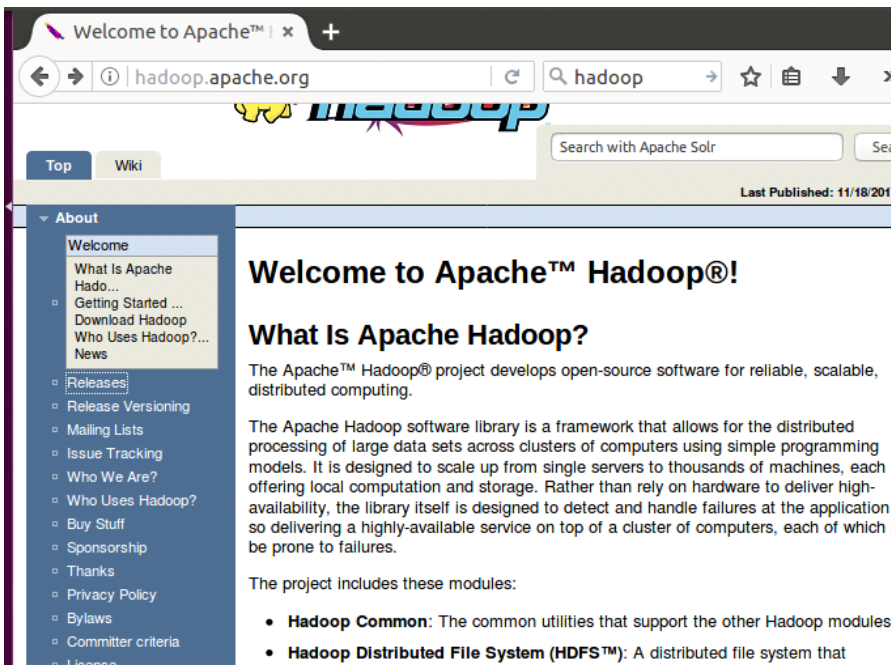 Welcome to Apache™
hadoop.apache.org
hadoop
hadoop
Search with Apache Solr
Top
Wiki
Last Published: 11/18/201
About
Welcome
What Is Apache
Hado...
Getting Started ...
Download Hadoop
Who Uses Hadoop?...
News
Releases
Release Versioning
Mailing Lists
Issue Tracking
Who We Are?
Who Uses Hadoop?
Buy Stuff
Sponsorship
Thanks
Privacy Policy
Bylaws
Committer criteria
License
Welcome to Apache™ Hadoop®!
What Is Apache Hadoop?
The Apache™ Hadoop® project develops open-source software for reliable, scalable,
distributed computing.
The Apache Hadoop software library is a framework that allows for the distributed
processing of large data sets across clusters of computers using simple programming
models. It is designed to scale up from single servers to thousands of machines, each
offering local computation and storage. Rather than rely on hardware to deliver high-
availability, the library itself is designed to detect and handle failures at the application
so delivering a highly-available service on top of a cluster of computers, each of which
be prone to failures.
The project includes these modules:
• Hadoop Common: The common utilities that support the other Hadoop modules
• Hadoop Distributed File System (HDFS™): A distributed file system that